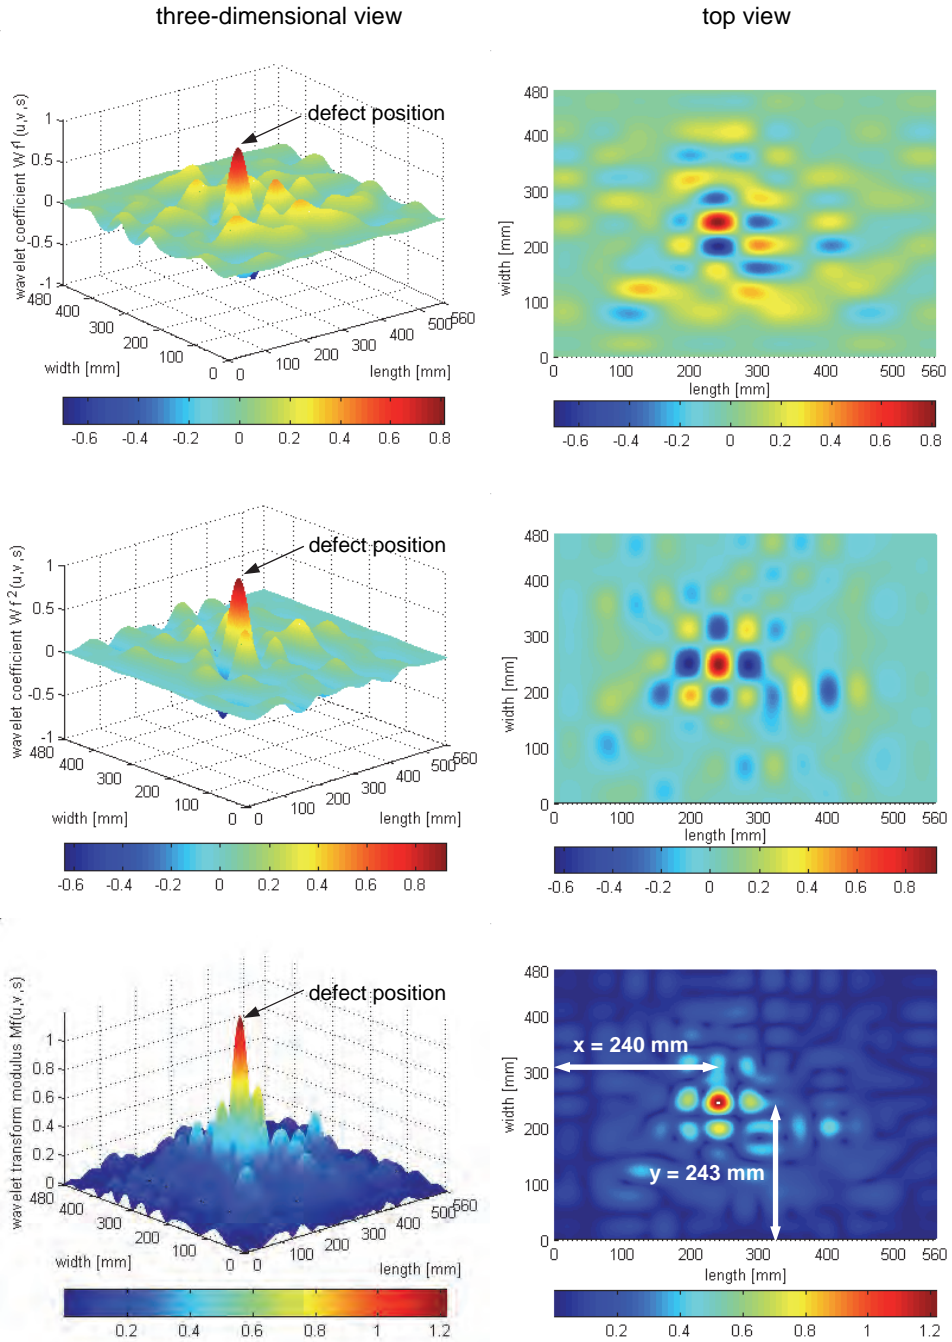 three-dimensional view
top view
wavelet coefficient W f¹(u,v,s)
1
0.5
0
-0.5
-1
480
400
300
200
100
0
width [mm]
0
100
200
300
400
500
560
length [mm]
defect position
-0.6 -0.4 -0.2 0 0.2 0.4 0.6 0.8
width [mm]
480
400
300
200
100
0
0 100 200 300 400 500 560
length [mm]
-0.6 -0.4 -0.2 0 0.2 0.4 0.6 0.8
wavelet coefficient W f ²(u,v,s)
1
0.5
0
-0.5
-1
480
400
300
200
100
0
width [mm]
0
100
200
300
400
500
560
length [mm]
defect position
-0.6 -0.4 -0.2 0 0.2 0.4 0.6 0.8
width [mm]
480
400
300
200
100
0
0 100 200 300 400 500 560
length [mm]
-0.6 -0.4 -0.2 0 0.2 0.4 0.6 0.8
wavelet transform modulus Mf(u,v,s)
1
0.8
0.6
0.4
0.2
0
480
400
300
200
100
0
width [mm]
0
100
200
300
400
500
560
length [mm]
defect position
0.2 0.4 0.6 0.8 1 1.2
width [mm]
480
400
300
200
100
0
x = 240 mm
y = 243 mm
0 100 200 300 400 500 560
length [mm]
0.2 0.4 0.6 0.8 1 1.2